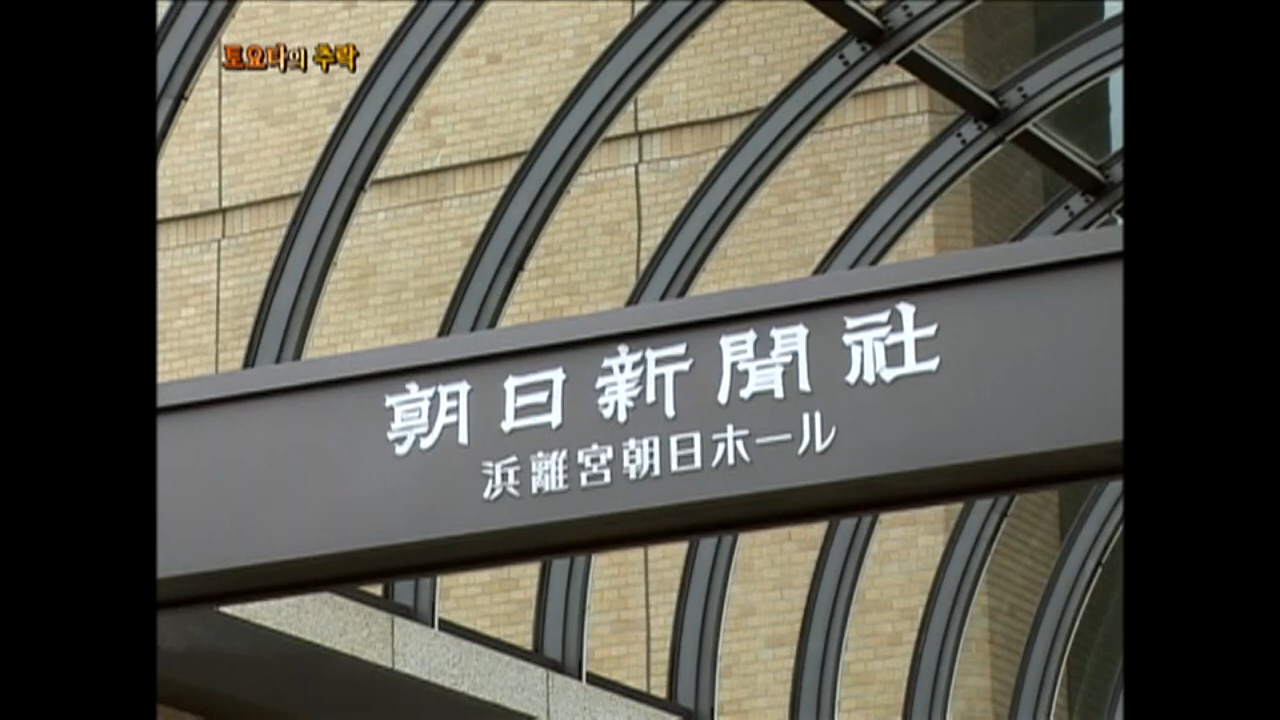 토요타의 추락
朝日新聞社
浜離宮朝日ホール